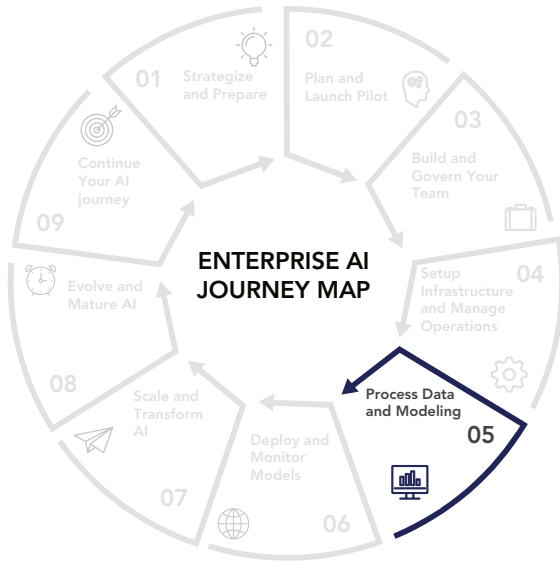 01
Strategize
and Prepare
02
Plan and
Launch Pilot
03
Build and
Govern Your
Team
04
Setup
Infrastructure
and Manage
Operations
ENTERPRISE AI
JOURNEY MAP
Process Data
and Modeling
05
Deploy and
Monitor
Models
06
Scale and
Transform
AI
07
Evolve and
Mature AI
08
Continue
Your AI
journey
09